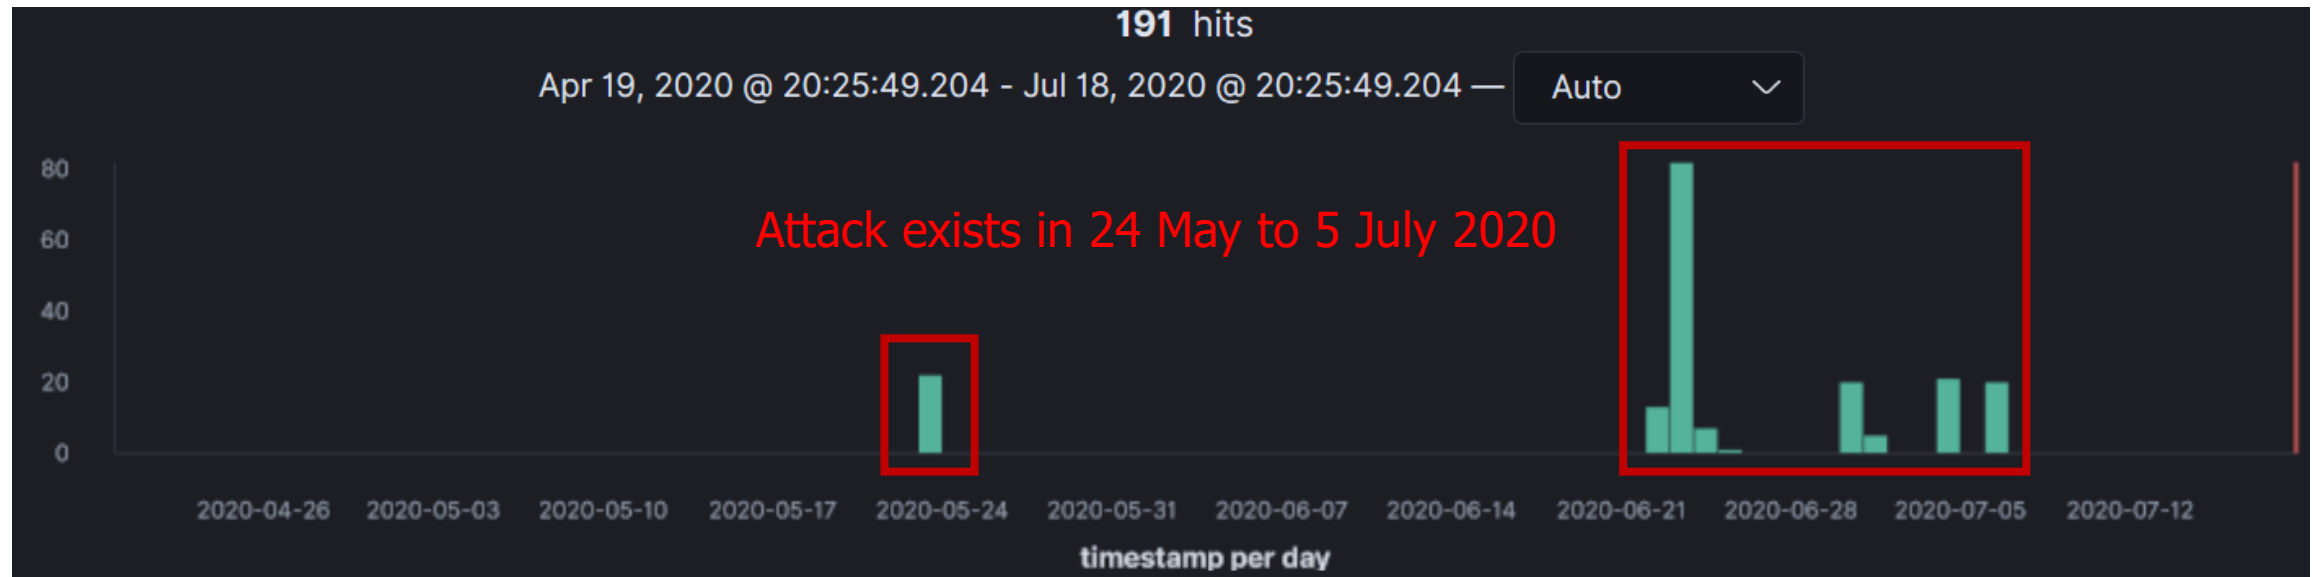 191 hits
Apr 19, 2020 @ 20:25:49.204 - Jul 18, 2020 @ 20:25:49.204 — Auto
80
60
40
20
0
Attack exists in 24 May to 5 July 2020
2020-04-26 2020-05-03 2020-05-10 2020-05-17 2020-05-24 2020-05-31 2020-06-07 2020-06-14 2020-06-21 2020-06-28 2020-07-05 2020-07-12
timestamp per day